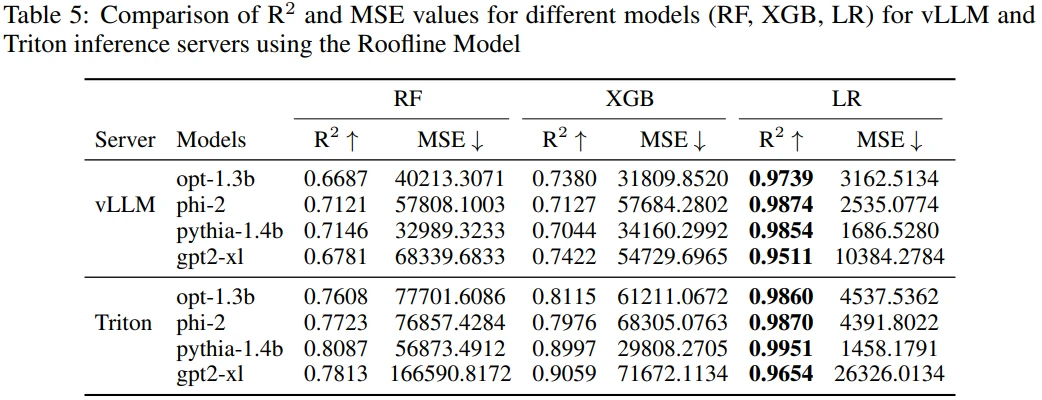 Table 5: Comparison of R² and MSE values for different models (RF, XGB, LR) for vLLM and
Triton inference servers using the Roofline Model
RF XGB LR
Server Models R² ↑ MSE ↓ R² ↑ MSE ↓ R² ↑ MSE ↓
opt-1.3b 0.6687 40213.3071 0.7380 31809.8520 0.9739 3162.5134
vLLM phi-2 0.7121 57808.1003 0.7127 57684.2802 0.9874 2535.0774
pythia-1.4b 0.7146 32989.3233 0.7044 34160.2992 0.9854 1686.5280
gpt2-xl 0.6781 68339.6833 0.7422 54729.6965 0.9511 10384.2784
opt-1.3b 0.7608 77701.6086 0.8115 61211.0672 0.9860 4537.5362
Triton phi-2 0.7723 76857.4284 0.7976 68305.0763 0.9870 4391.8022
pythia-1.4b 0.8087 56873.4912 0.8997 29808.2705 0.9951 1458.1791
gpt2-xl 0.7813 166590.8172 0.9059 71672.1134 0.9654 26326.0134